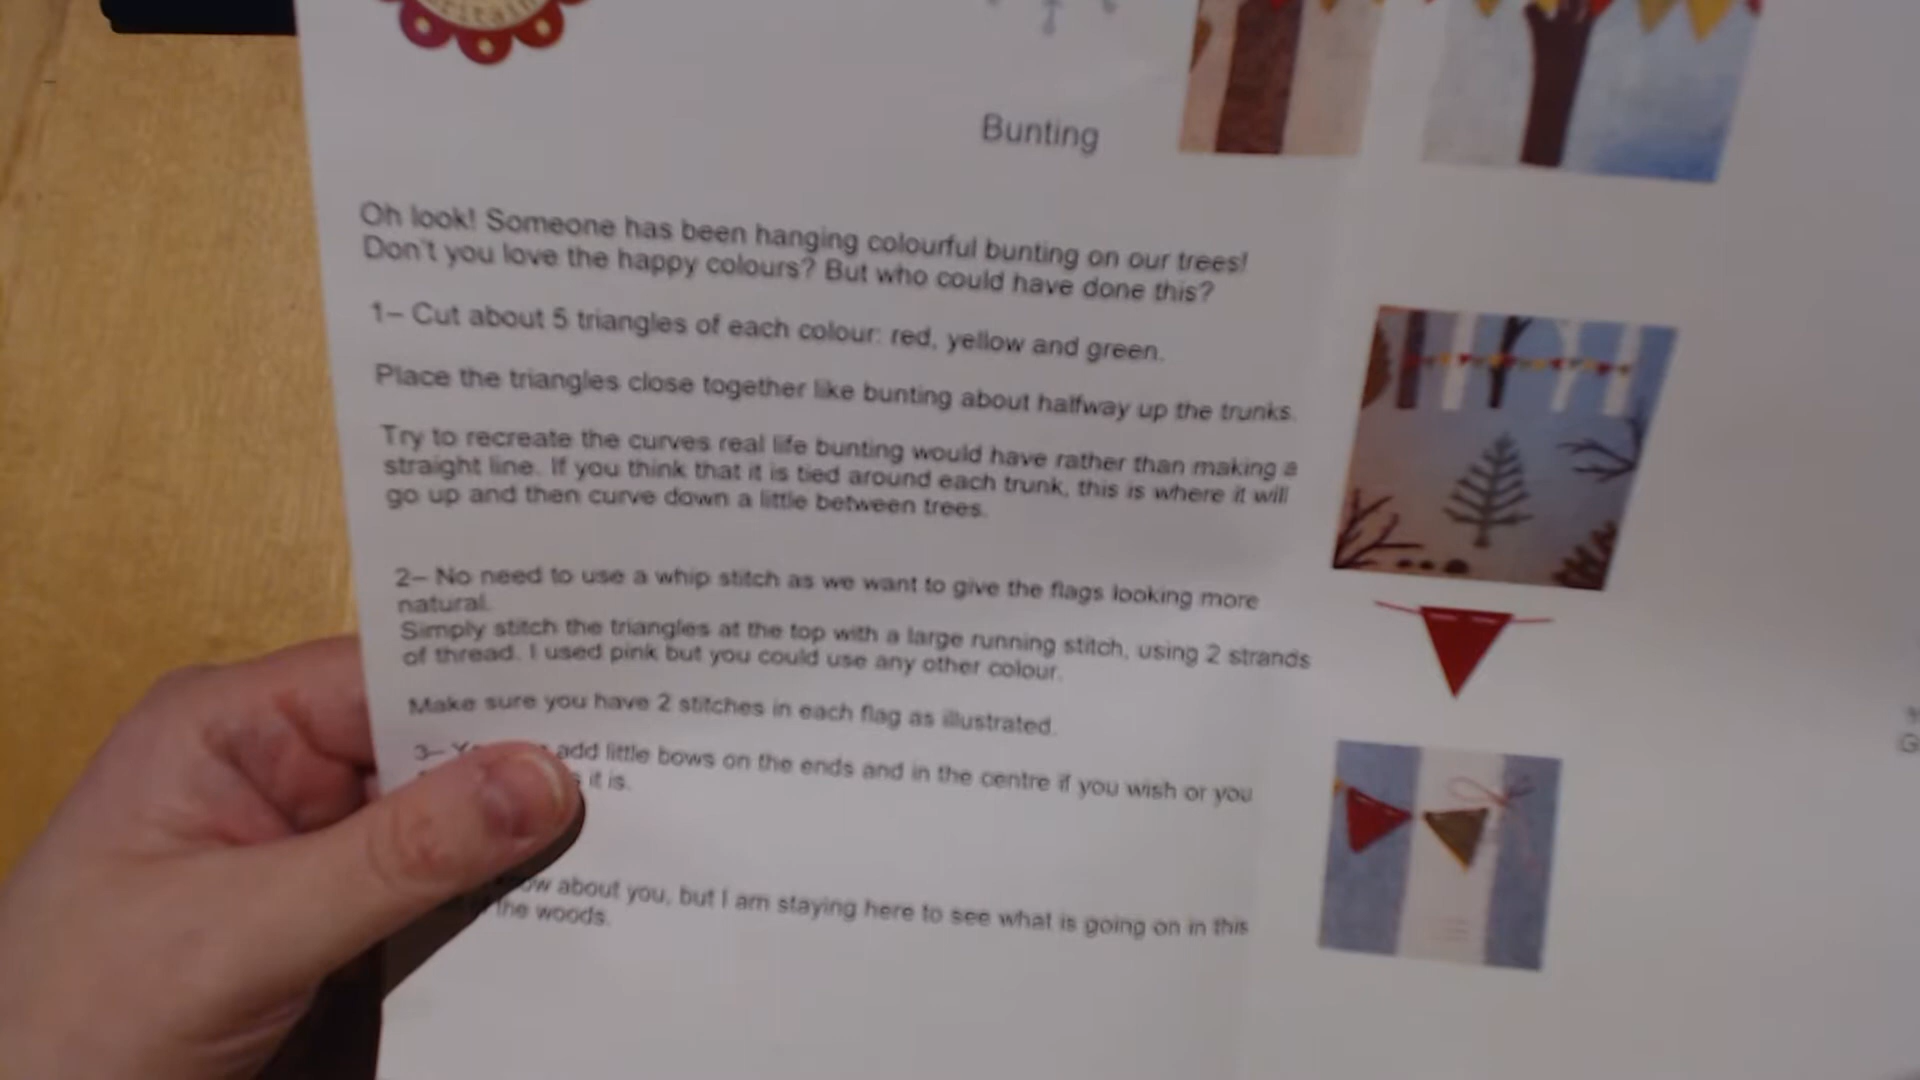 Britain
Bunting
Oh look! Someone has been hanging colourful bunting on our trees!
Don't you love the happy colours? But who could have done this?
1– Cut about 5 triangles of each colour: red, yellow and green.
Place the triangles close together like bunting about halfway up the trunks.
Try to recreate the curves real life bunting would have rather than making a
straight line. If you think that it is tied around each trunk, this is where it will
go up and then curve down a little between trees.
2– No need to use a whip stitch as we want to give the flags looking more
natural.
Simply stitch the triangles at the top with a large running stitch, using 2 strands
of thread. I used pink but you could use any other colour.
Make sure you have 2 stitches in each flag as illustrated.
3– add little bows on the ends and in the centre if you wish or you
it is.
about you, but I am staying here to see what is going on in this
the woods.